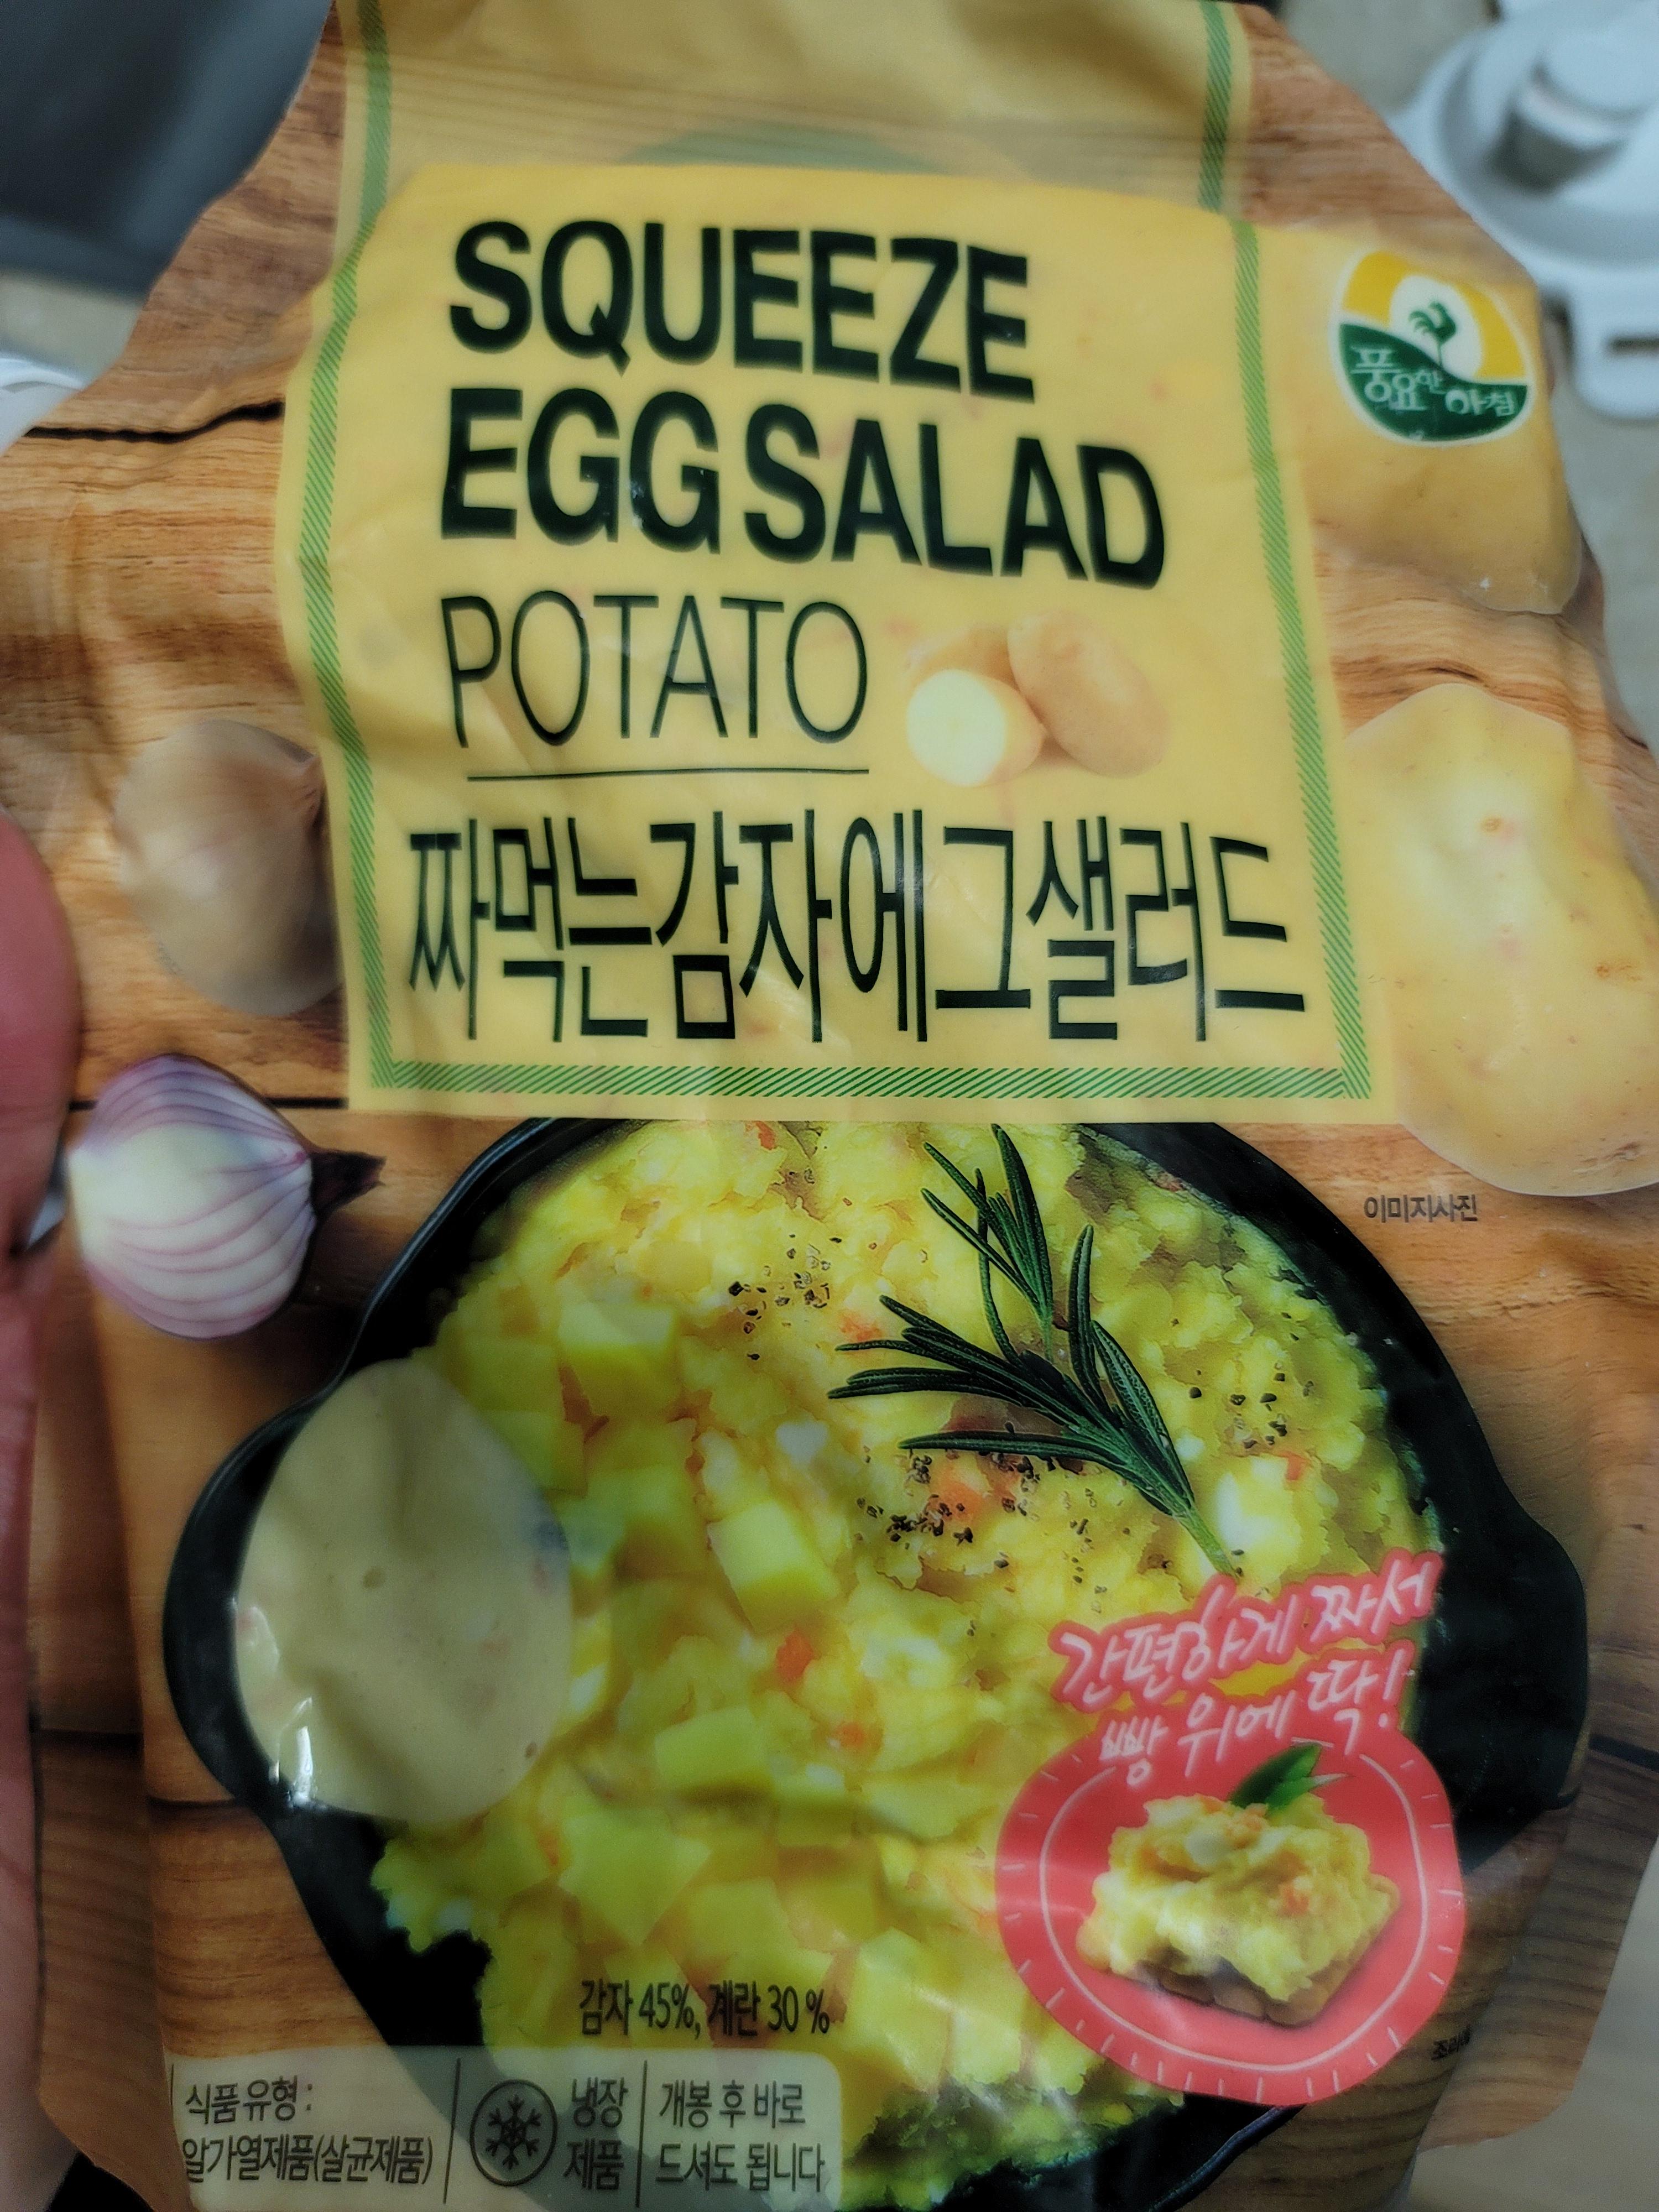 SQUEEZE
EGG SALAD
POTATO
풍요한 아침
짜먹는감자에그샐러드
이미지사진
간편하게 짜서
빵 위에 딱!
감자 45%, 계란 30 %
식품유형 :
알가열제품(살균제품)
냉장
제품
개봉 후 바로
드셔도 됩니다